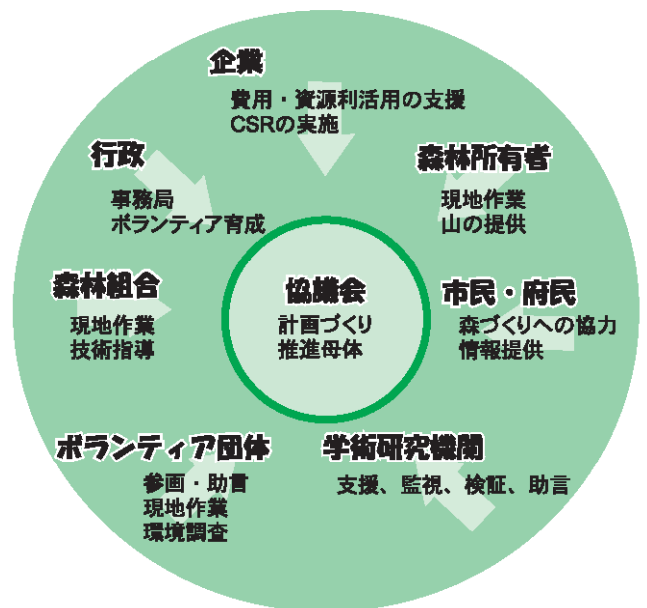 企業
費用・資源利活用の支援
CSRの実施
行政
事務局
ボランティア育成
森林所有者
現地作業
山の提供
森林組合
現地作業
技術指導
協議会
計画づくり
推進母体
市民・府民
森づくりへの協力
情報提供
ボランティア団体
参画・助言
現地作業
環境調査
学術研究機関
支援、監視、検証、助言